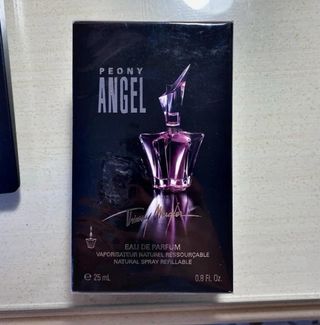 PEONY
ANGEL
Thierry Mugler
EAU DE PARFUM
VAPORISATEUR NATUREL RESSOURÇABLE
NATURAL SPRAY REFILLABLE
e 25 mL 0.8 Fl. Oz.